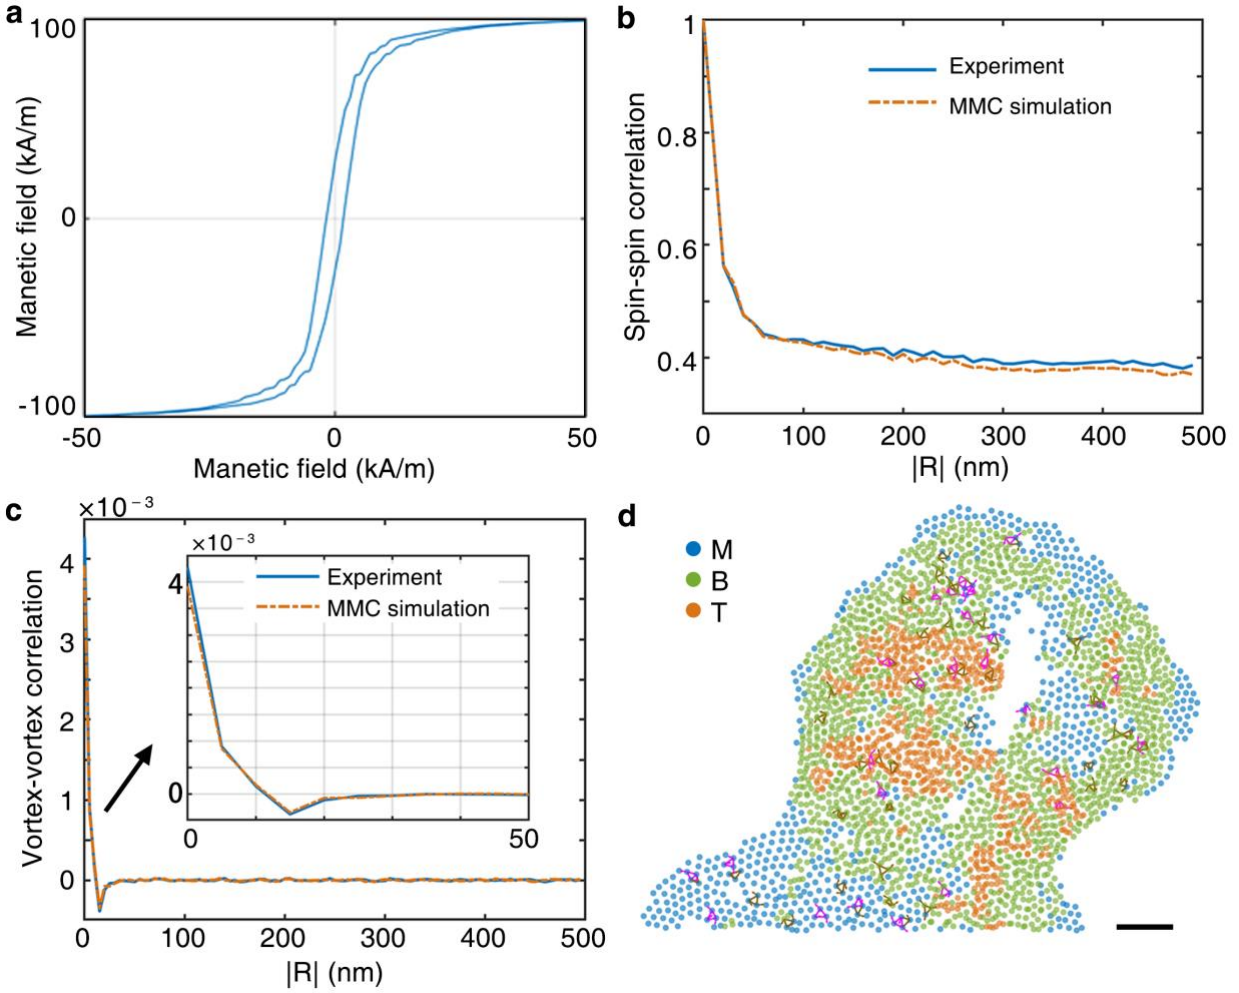 a
100
0
-100
-50 0 50
Manetic field (kA/m)
Manetic field (kA/m)
b
1
0.8
0.6
0.4
0 100 200 300 400 500
Spin-spin correlation
|R| (nm)
Experiment
MMC simulation
c
×10⁻³
4
3
2
1
0
0 100 200 300 400 500
Vortex-vortex correlation
|R| (nm)
×10⁻³
4
0
0 50
Experiment
MMC simulation
d
M
B
T